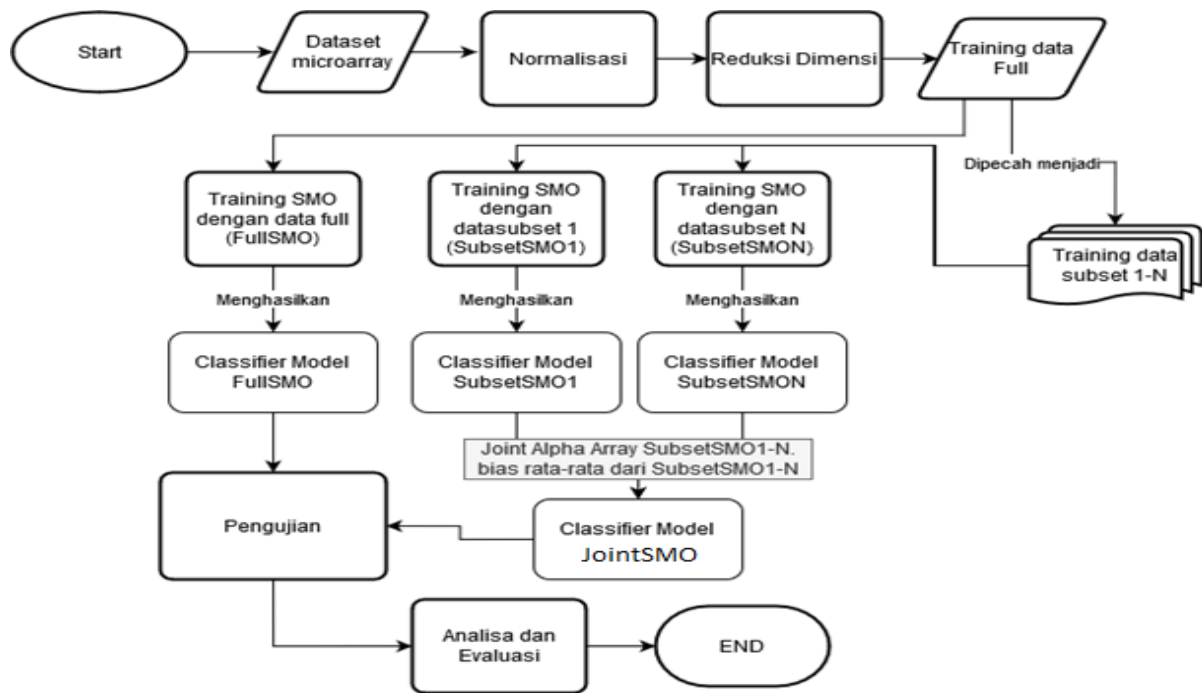 Start
Dataset
microarray
Normalisasi
Reduksi Dimensi
Training data
Full
Dipecah menjadi
Training SMO
dengan data full
(FullSMO)
Training SMO
dengan
datasubset 1
(SubsetSMO1)
Training SMO
dengan
datasubset N
(SubsetSMON)
Training data
subset 1-N
Menghasilkan
Menghasilkan
Menghasilkan
Classifier Model
FullSMO
Classifier Model
SubsetSMO1
Classifier Model
SubsetSMON
Joint Alpha Array SubsetSMO1-N.
bias rata-rata dari SubsetSMO1-N
Pengujian
Classifier Model
JointSMO
Analisa dan
Evaluasi
END